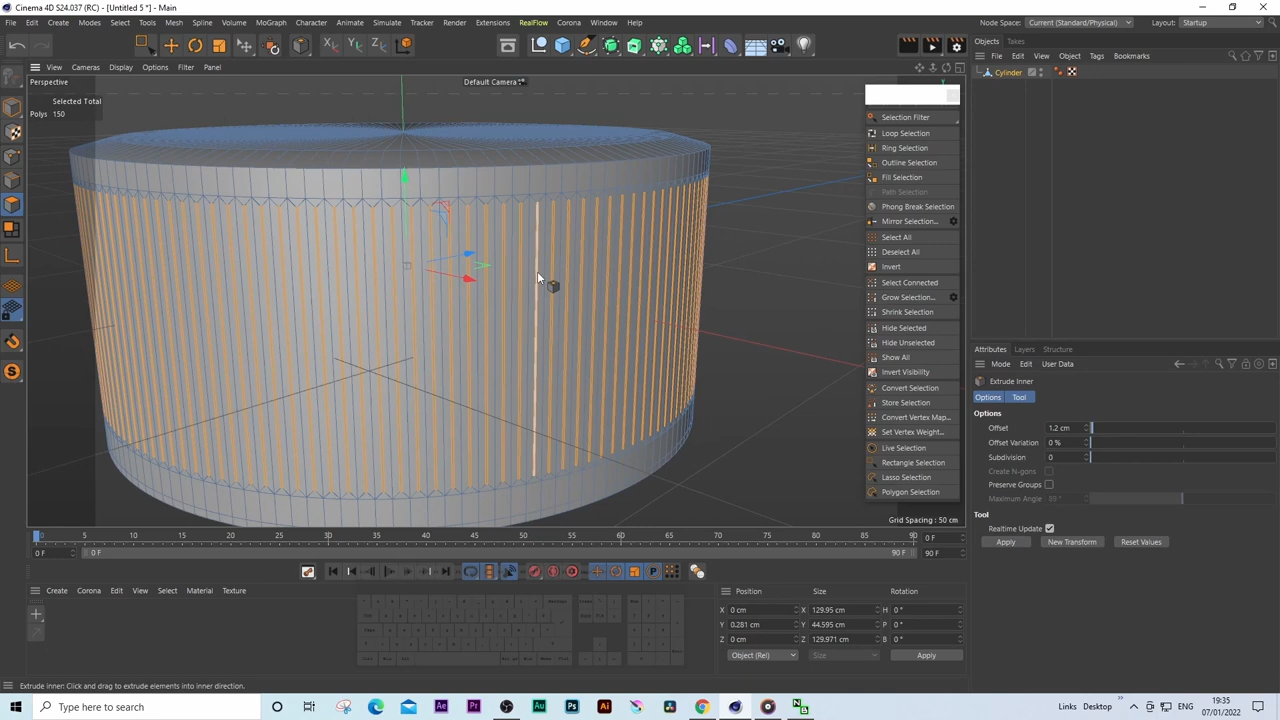 Cinema 4D S24.037 (RC) - [Untitled 5 *] - Main
File Edit Create Modes Select Tools Mesh Spline Volume MoGraph Character Animate Simulate Tracker Render Extensions RealFlow Corona Window Help
Node Space: Current (Standard/Physical) Layout: Startup
View Cameras Display Options Filter Panel
Perspective Default Camera
Selected Total
Polys 150
Loop Selection
Selection Filter
Loop Selection
Ring Selection
Outline Selection
Fill Selection
Path Selection
Phong Break Selection
Mirror Selection...
Select All
Deselect All
Invert
Select Connected
Grow Selection...
Shrink Selection
Hide Selected
Hide Unselected
Show All
Invert Visibility
Convert Selection
Store Selection
Convert Vertex Map...
Set Vertex Weight...
Live Selection
Rectangle Selection
Lasso Selection
Polygon Selection
Grid Spacing : 50 cm
Objects Takes
File Edit View Object Tags Bookmarks
Cylinder
Attributes Layers Structure
Mode Edit User Data
Extrude Inner
Options Tool
Options
Offset 1.2 cm
Offset Variation 0 %
Subdivision 0
Create N-gons
Preserve Groups
Maximum Angle 89 °
Tool
Realtime Update
Apply New Transform Reset Values
0 5 10 15 20 25 30 35 40 45 50 55 60 65 70 75 80 85 90 0 F
0 F 0 F 90 F 90 F
Create Corona Edit View Select Material Texture
Position Size Rotation
X 0 cm X 129.95 cm H 0 °
Y 0.281 cm Y 44.595 cm P 0 °
Z 0 cm Z 129.971 cm B 0 °
Object (Rel) Size Apply
Extrude inner: Click and drag to extrude elements into inner direction.
Type here to search
Links Desktop ENG 19:35
07/01/2022